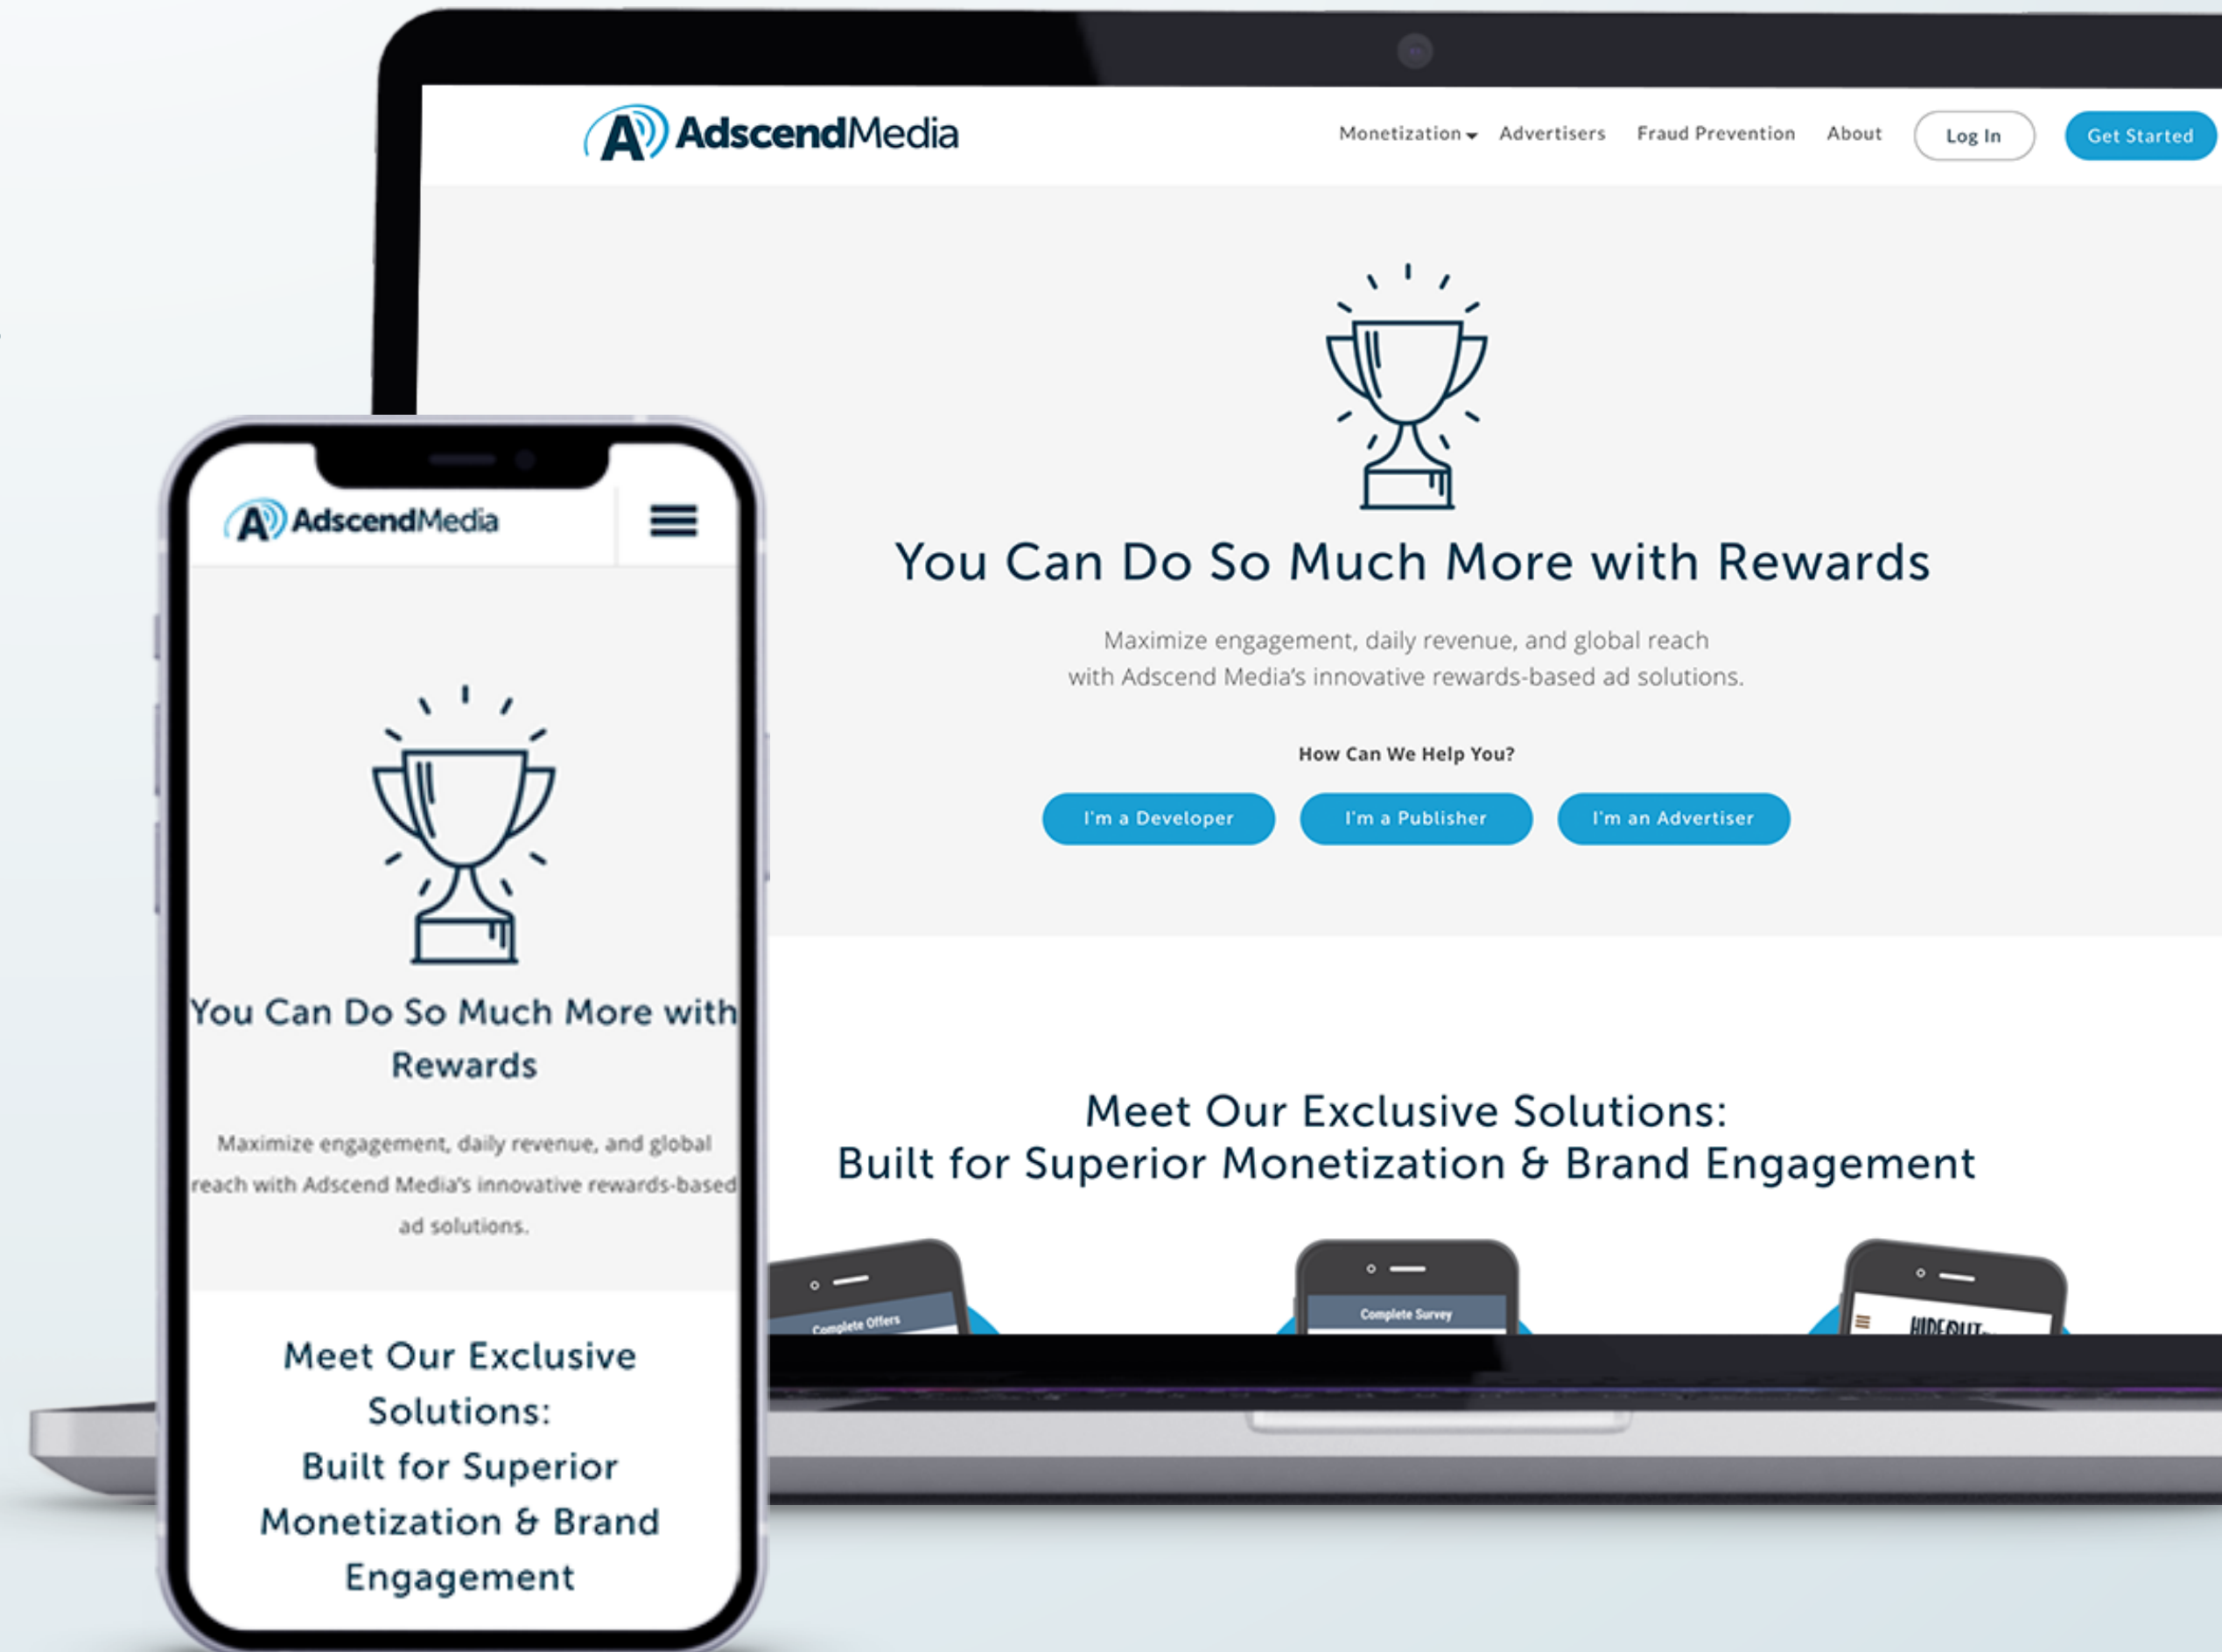 AdscendMedia
Monetization
Advertisers
Fraud Prevention
About
Log In
Get Started
You Can Do So Much More with Rewards
Maximize engagement, daily revenue, and global reach
with Adscend Media's innovative rewards-based ad solutions.
How Can We Help You?
I'm a Developer
I'm a Publisher
I'm an Advertiser
Meet Our Exclusive Solutions:
Built for Superior Monetization & Brand Engagement
Complete Offers
Complete Survey
HIDEOUT
AdscendMedia
You Can Do So Much More with
Rewards
Maximize engagement, daily revenue, and global
reach with Adscend Media's innovative rewards-based
ad solutions.
Meet Our Exclusive
Solutions:
Built for Superior
Monetization & Brand
Engagement